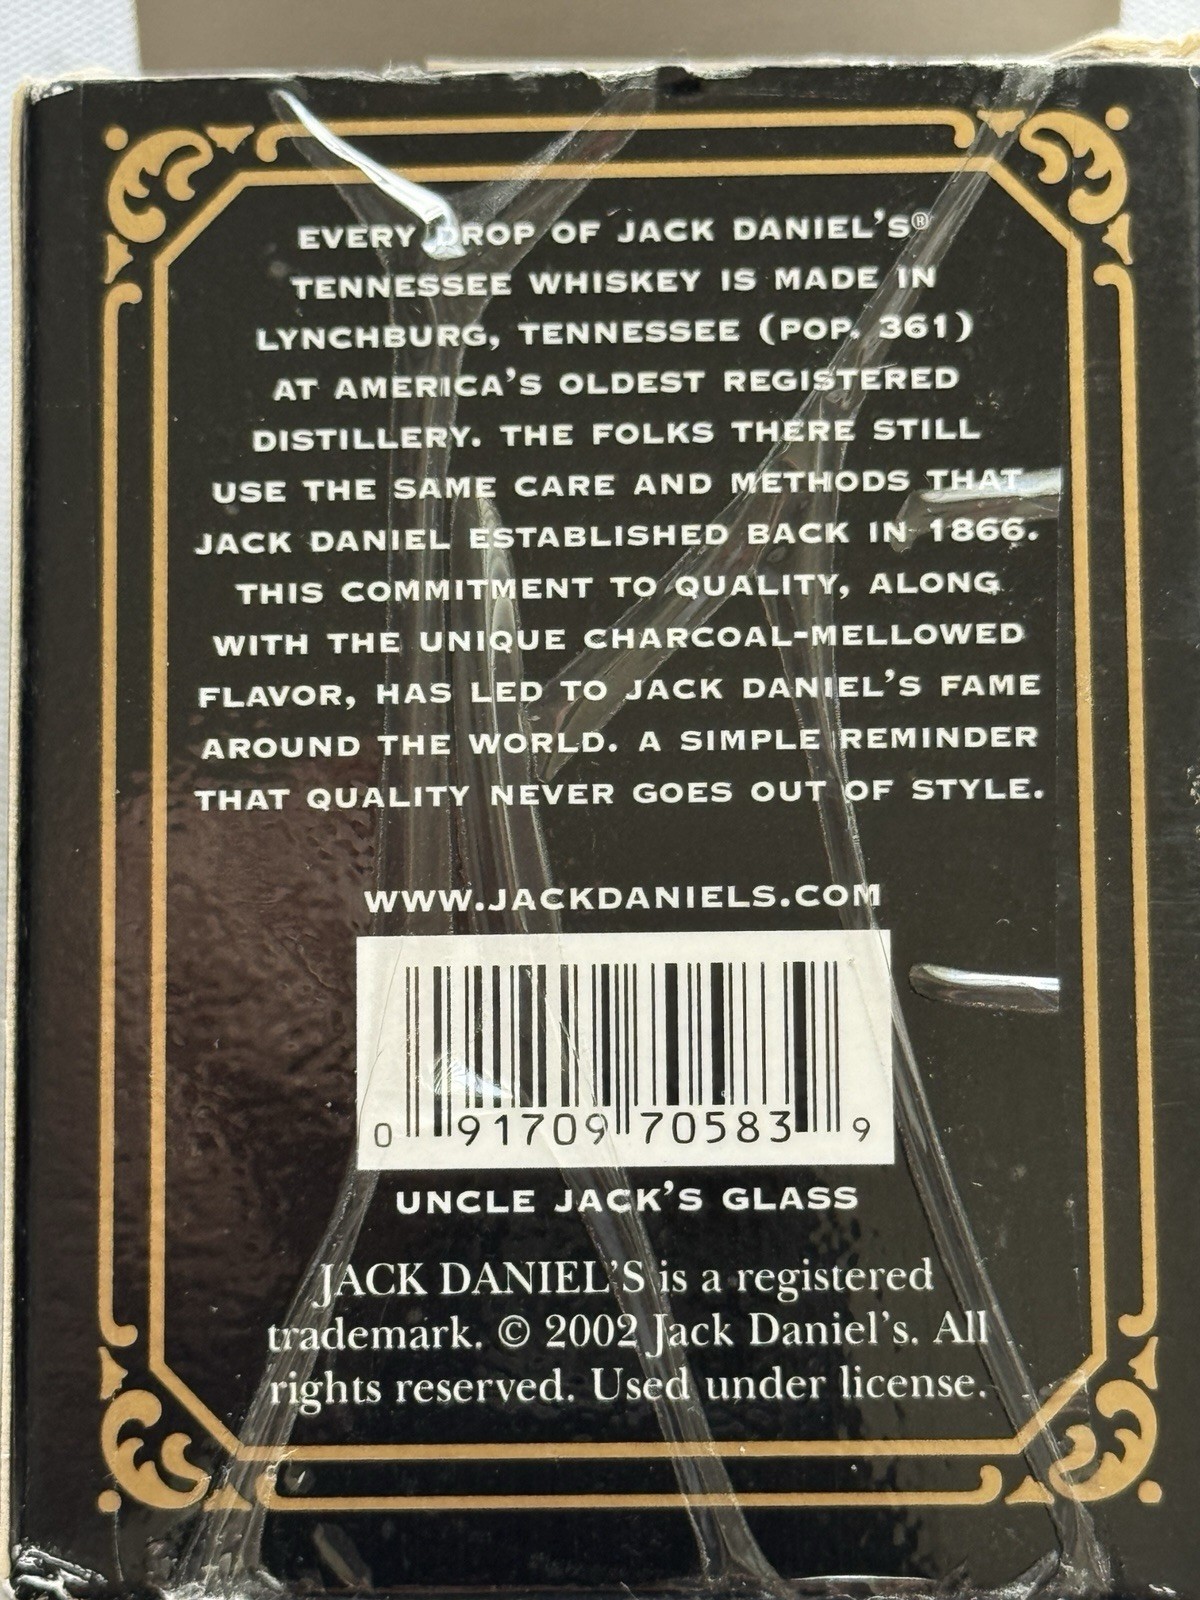 EVERY DROP OF JACK DANIEL'S®
TENNESSEE WHISKEY IS MADE IN
LYNCHBURG, TENNESSEE (POP. 361)
AT AMERICA'S OLDEST REGISTERED
DISTILLERY. THE FOLKS THERE STILL
USE THE SAME CARE AND METHODS THAT
JACK DANIEL ESTABLISHED BACK IN 1866.
THIS COMMITMENT TO QUALITY, ALONG
WITH THE UNIQUE CHARCOAL-MELLOWED
FLAVOR, HAS LED TO JACK DANIEL'S FAME
AROUND THE WORLD. A SIMPLE REMINDER
THAT QUALITY NEVER GOES OUT OF STYLE.
WWW.JACKDANIELS.COM
0 91709 70583 9
UNCLE JACK'S GLASS
JACK DANIEL'S is a registered
trademark. © 2002 Jack Daniel's. All
rights reserved. Used under license.